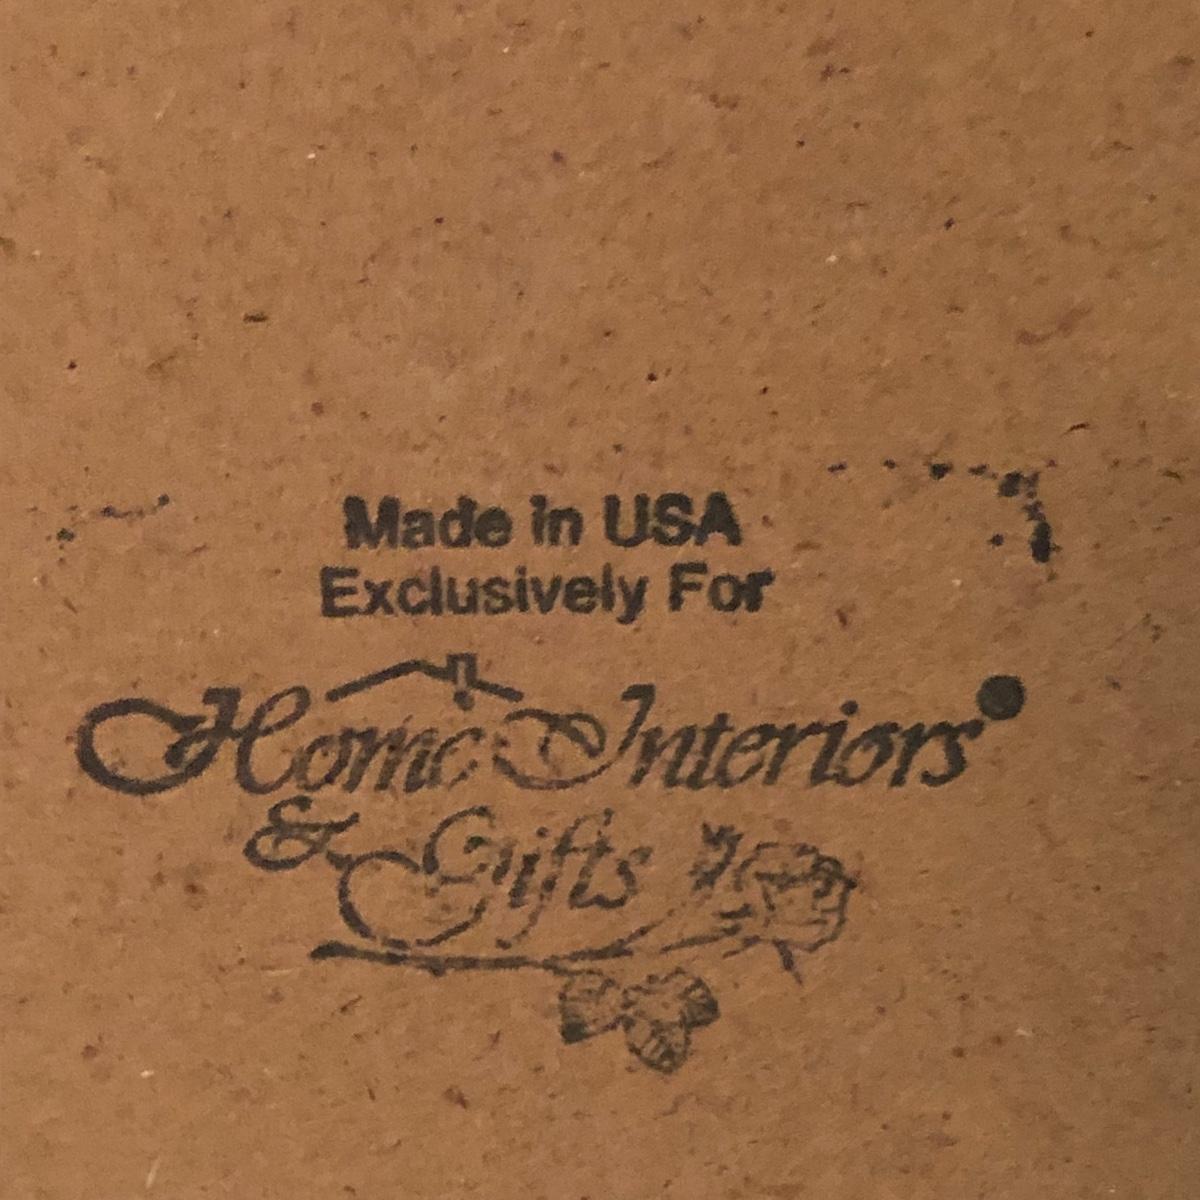 Made in USA
Exclusively For
Home Interiors
& Gifts